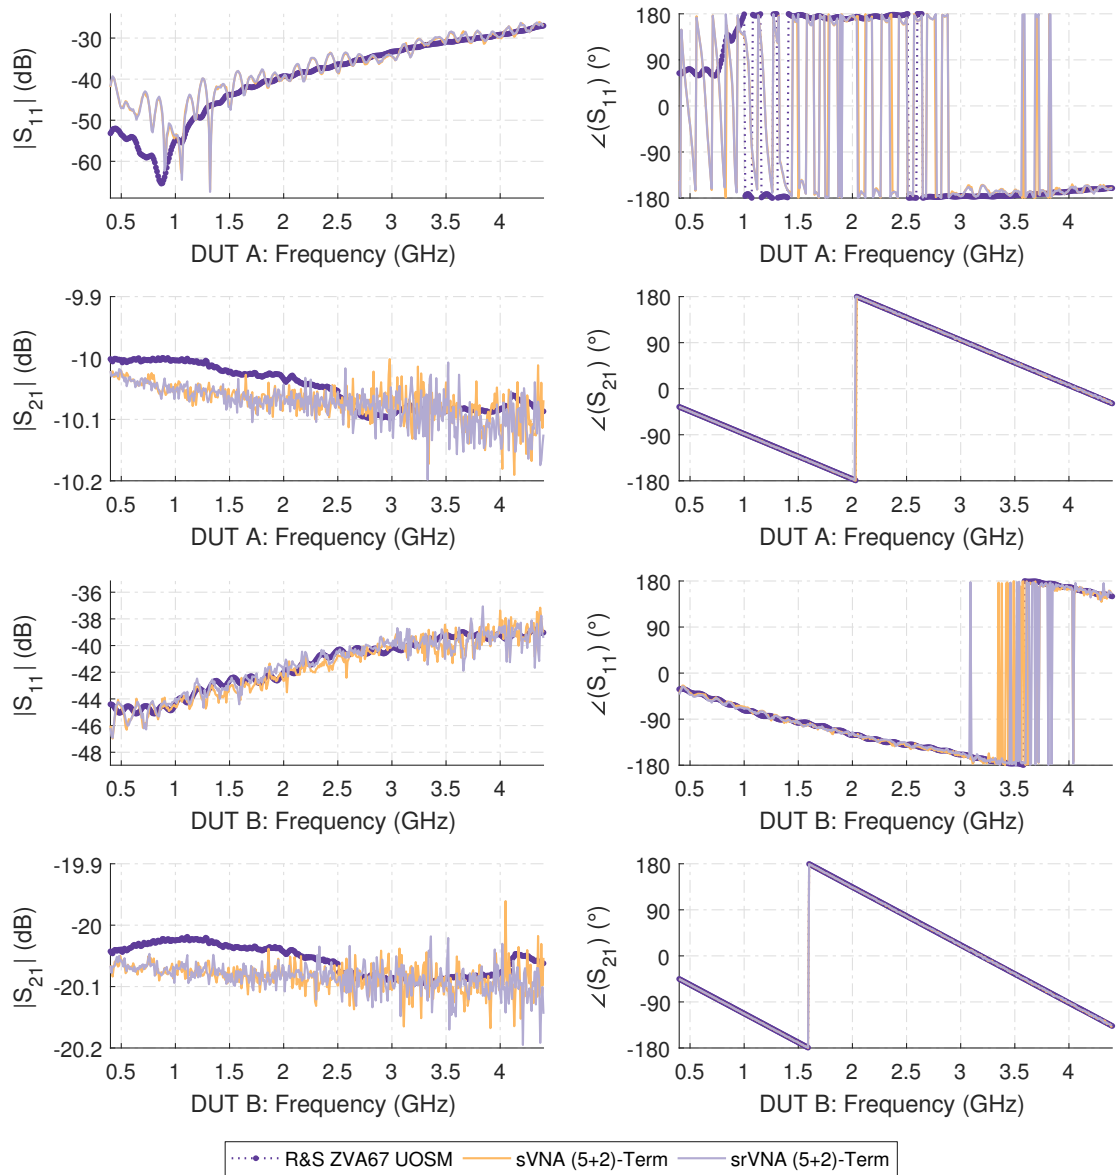 |S11| (dB)
-30
-40
-50
-60
0.5 1 1.5 2 2.5 3 3.5 4
DUT A: Frequency (GHz)
∠(S11) (°)
180
90
0
-90
-180
0.5 1 1.5 2 2.5 3 3.5 4
DUT A: Frequency (GHz)
|S21| (dB)
-9.9
-10
-10.1
-10.2
0.5 1 1.5 2 2.5 3 3.5 4
DUT A: Frequency (GHz)
∠(S21) (°)
180
90
0
-90
-180
0.5 1 1.5 2 2.5 3 3.5 4
DUT A: Frequency (GHz)
|S11| (dB)
-36
-38
-40
-42
-44
-46
-48
0.5 1 1.5 2 2.5 3 3.5 4
DUT B: Frequency (GHz)
∠(S11) (°)
180
90
0
-90
-180
0.5 1 1.5 2 2.5 3 3.5 4
DUT B: Frequency (GHz)
|S21| (dB)
-19.9
-20
-20.1
-20.2
0.5 1 1.5 2 2.5 3 3.5 4
DUT B: Frequency (GHz)
∠(S21) (°)
180
90
0
-90
-180
0.5 1 1.5 2 2.5 3 3.5 4
DUT B: Frequency (GHz)
R&S ZVA67 UOSM sVNA (5+2)-Term srVNA (5+2)-Term